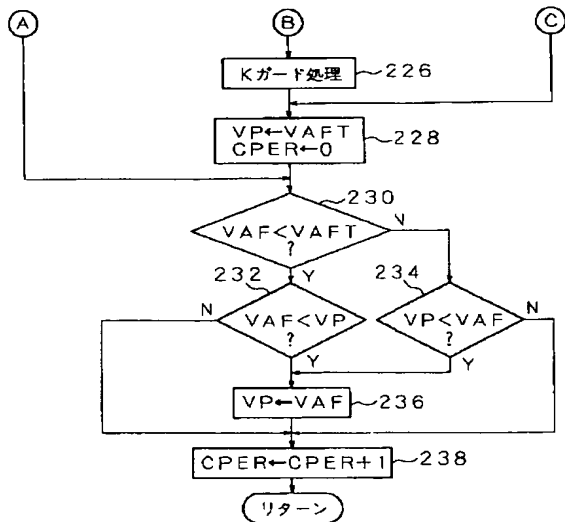 A
B
C
Kガード処理
226
VP←VAFT
CPER←0
228
230
VAF<VAFT
?
N
Y
232
VAF<VP
?
N
Y
234
VP<VAF
?
N
Y
VP←VAF
236
CPER←CPER+1
238
リターン